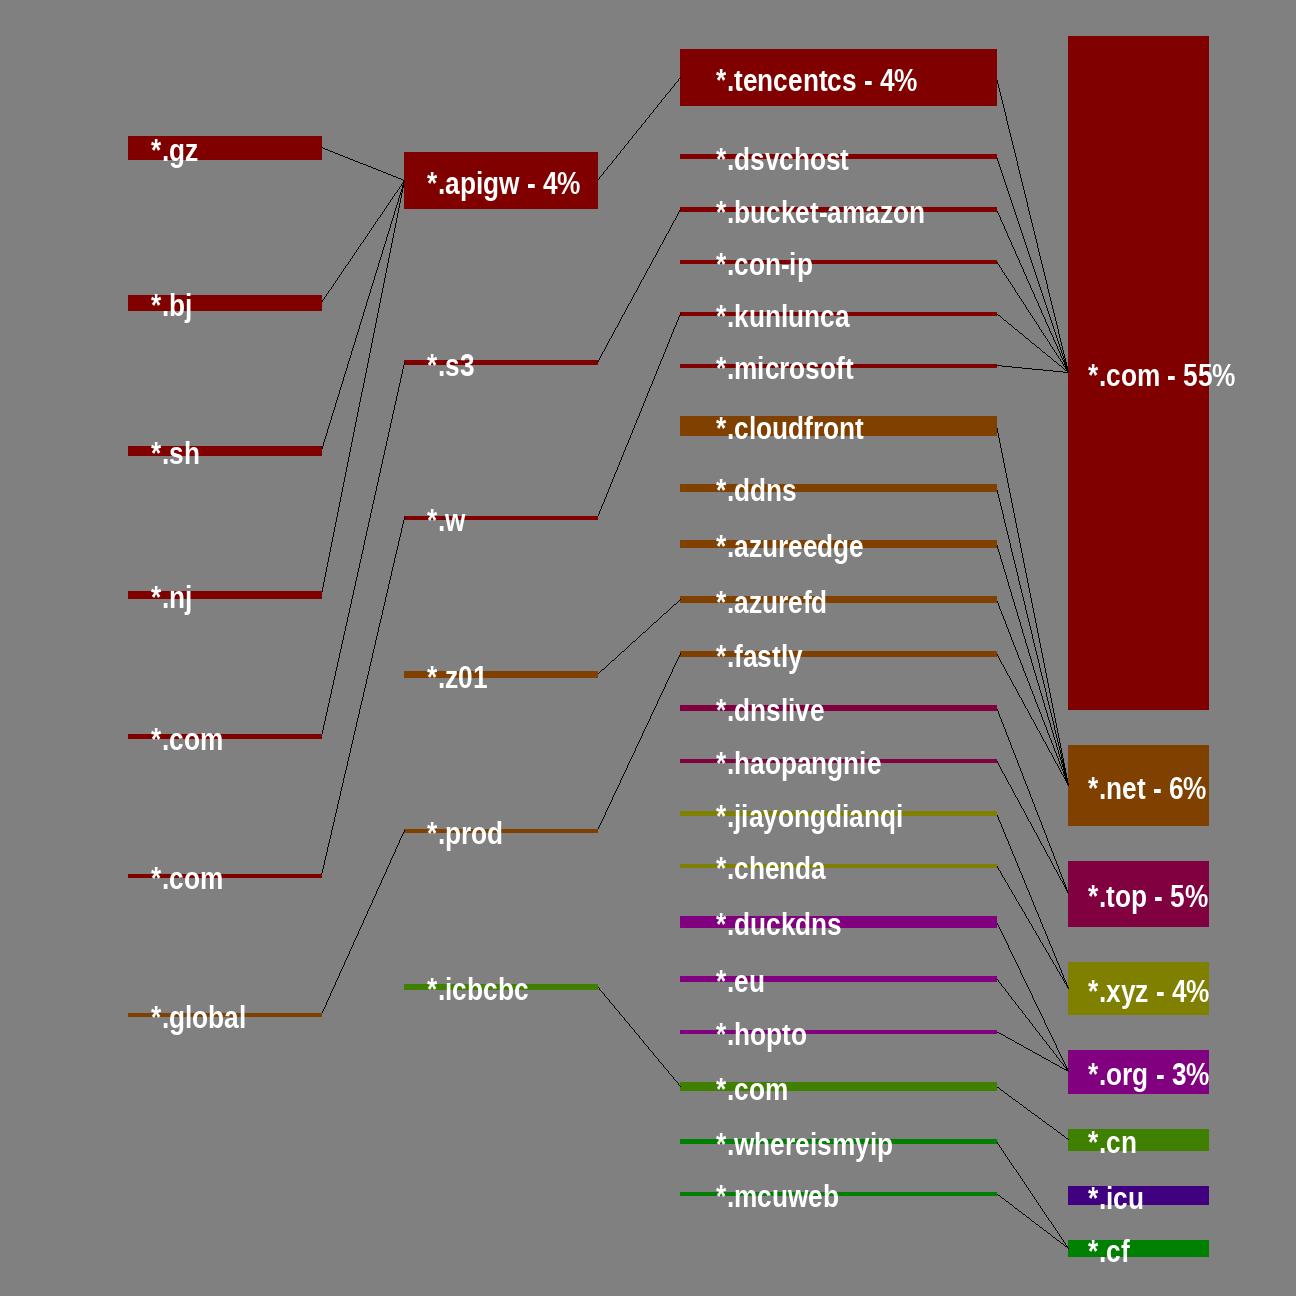 *.gz
*.bj
*.sh
*.nj
*.com
*.com
*.global
*.apigw - 4%
*.s3
*.w
*.z01
*.prod
*.icbcbc
*.tencentcs - 4%
*.dsvchost
*.bucket-amazon
*.con-ip
*.kunlunca
*.microsoft
*.cloudfront
*.ddns
*.azureedge
*.azurefd
*.fastly
*.dnslive
*.haopangnie
*.jiayongdianqi
*.chenda
*.duckdns
*.eu
*.hopto
*.com
*.whereismyip
*.mcuweb
*.com - 55%
*.net - 6%
*.top - 5%
*.xyz - 4%
*.org - 3%
*.cn
*.icu
*.cf